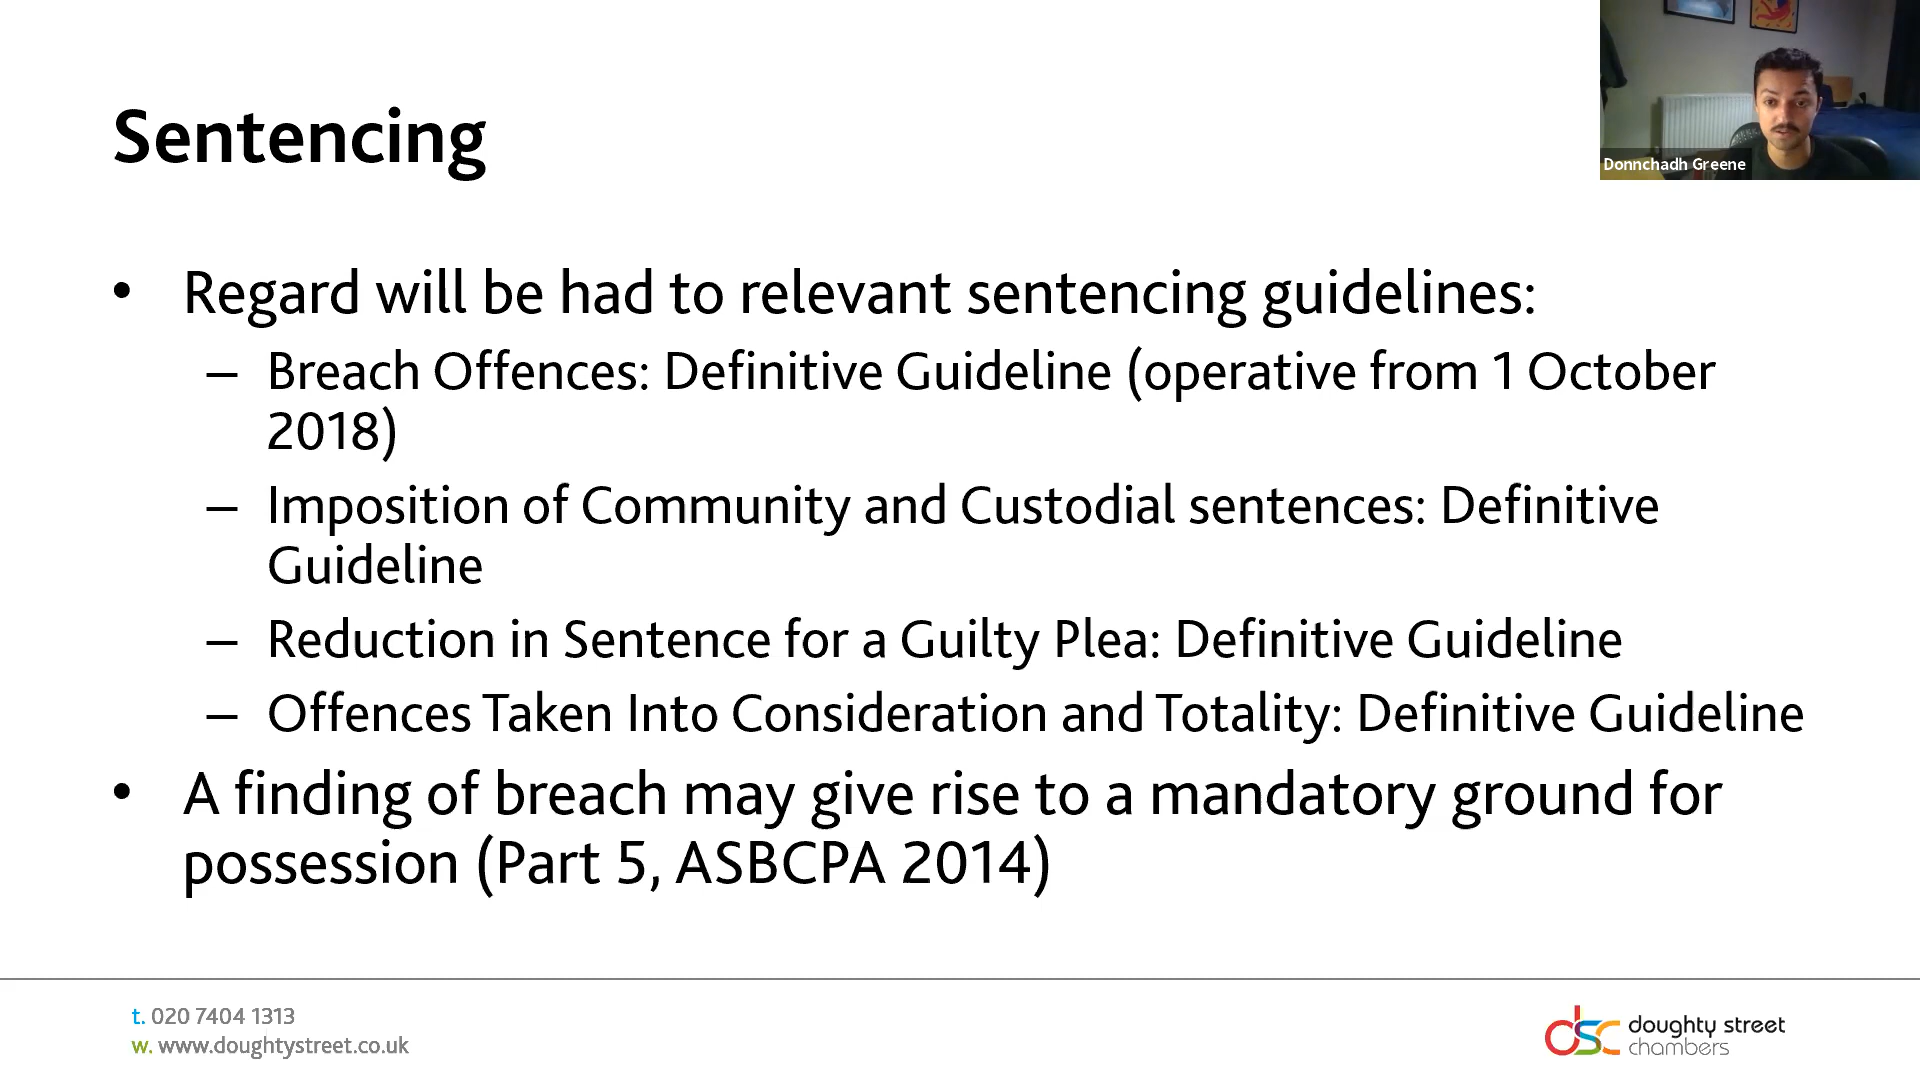 Sentencing
Donnchadh Greene
• Regard will be had to relevant sentencing guidelines:
– Breach Offences: Definitive Guideline (operative from 1 October
2018)
– Imposition of Community and Custodial sentences: Definitive
Guideline
– Reduction in Sentence for a Guilty Plea: Definitive Guideline
– Offences Taken Into Consideration and Totality: Definitive Guideline
• A finding of breach may give rise to a mandatory ground for
possession (Part 5, ASBCPA 2014)
t. 020 7404 1313
w. www.doughtystreet.co.uk
dsc doughty street
chambers